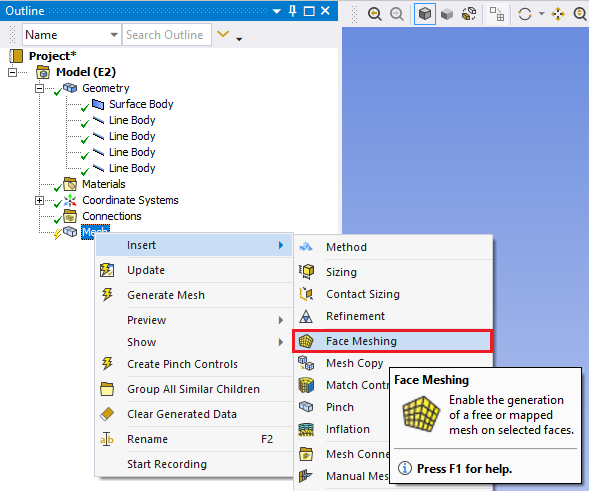 Outline
Name
Search Outline
Project*
Model (E2)
Geometry
Surface Body
Line Body
Line Body
Line Body
Line Body
Materials
Coordinate Systems
Connections
Mesh
Insert
Update
Generate Mesh
Preview
Show
Create Pinch Controls
Group All Similar Children
Clear Generated Data
Rename F2
Start Recording
Method
Sizing
Contact Sizing
Refinement
Face Meshing
Mesh Copy
Match Contr
Pinch
Inflation
Mesh Conne
Manual Mes
Face Meshing
Enable the generation
of a free or mapped
mesh on selected faces.
Press F1 for help.